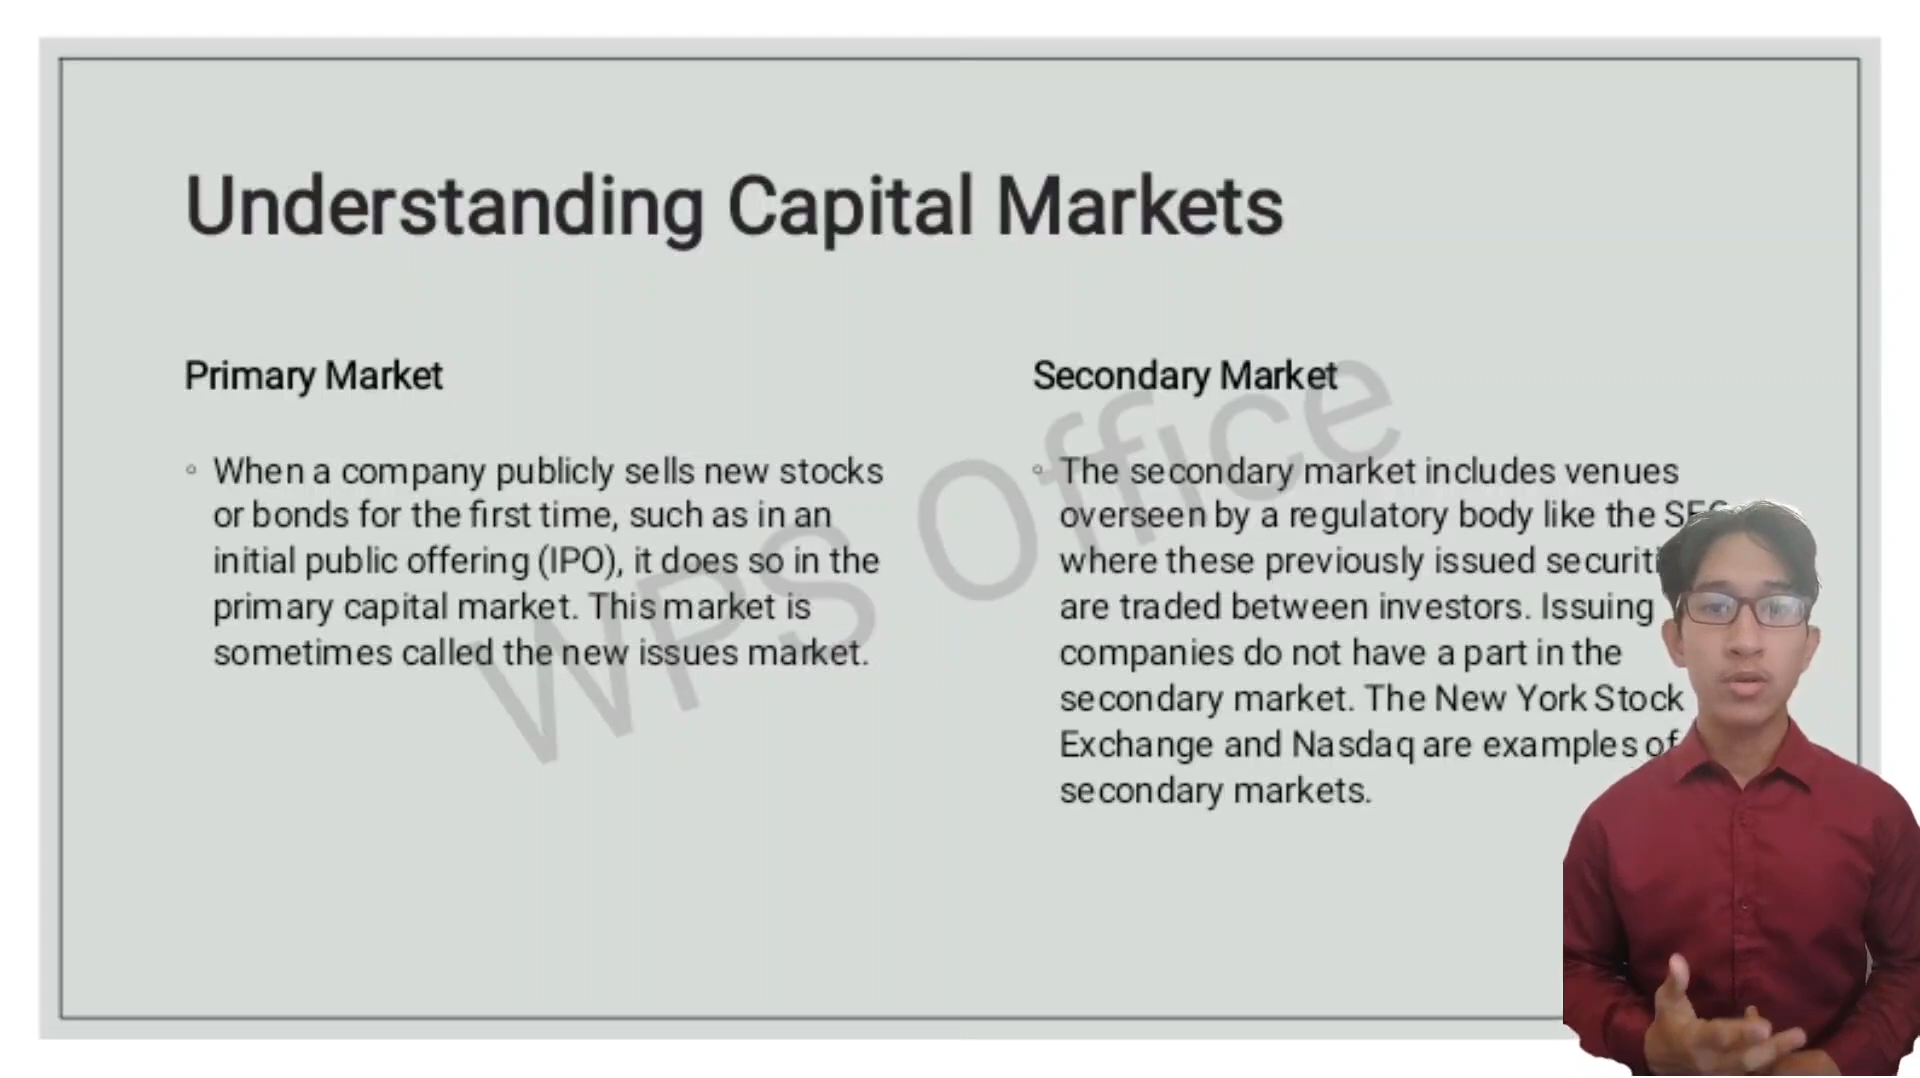 Understanding Capital Markets
Primary Market
When a company publicly sells new stocks
or bonds for the first time, such as in an
initial public offering (IPO), it does so in the
primary capital market. This market is
sometimes called the new issues market.
Secondary Market
The secondary market includes venues
overseen by a regulatory body like the
where these previously issued
are traded between investors. Issuing
companies do not have a part in the
secondary market. The New York Stock
Exchange and Nasdaq are examples of
secondary markets.
WPS Office